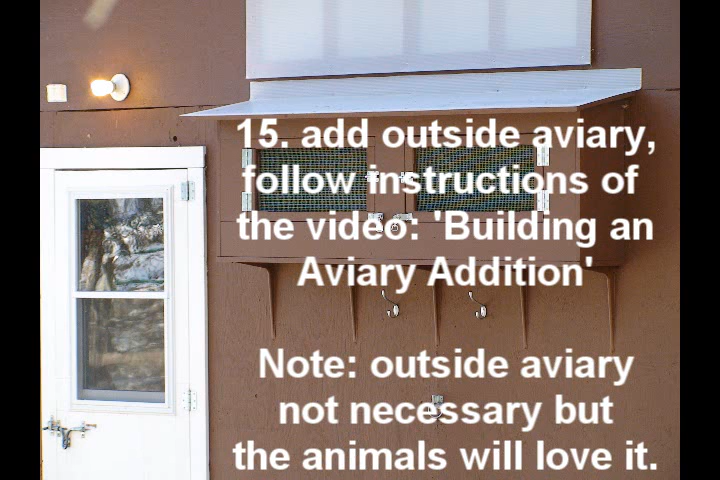 15. add outside aviary,
follow instructions of
the video: 'Building an
Aviary Addition'
Note: outside aviary
not necessary but
the animals will love it.